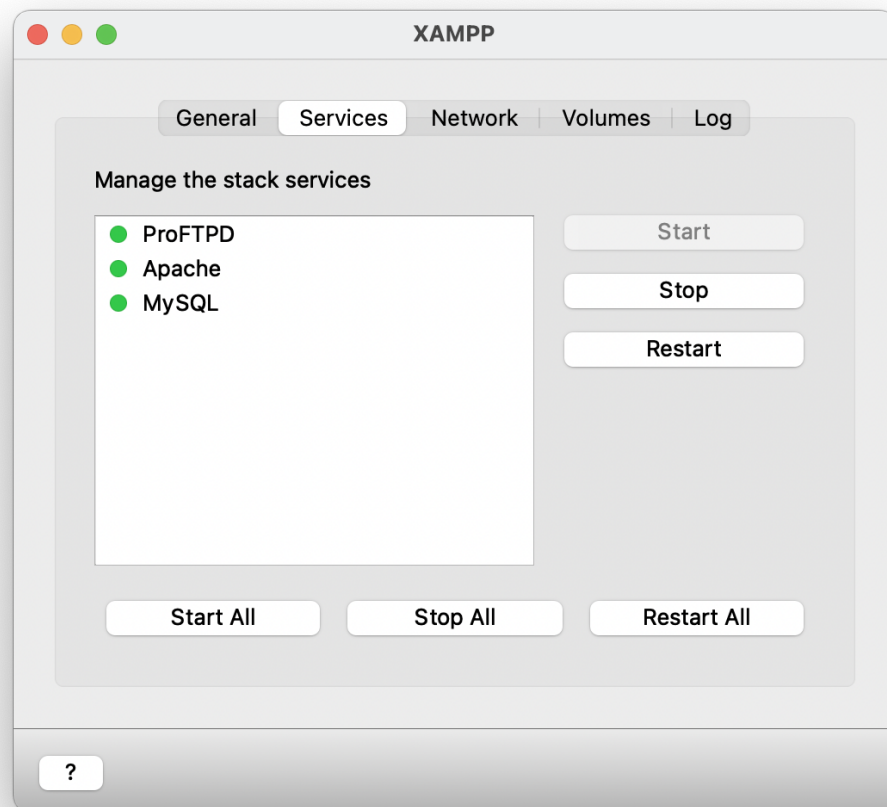 XAMPP
General Services Network Volumes Log
Manage the stack services
ProFTPD
Apache
MySQL
Start
Stop
Restart
Start All Stop All Restart All
?